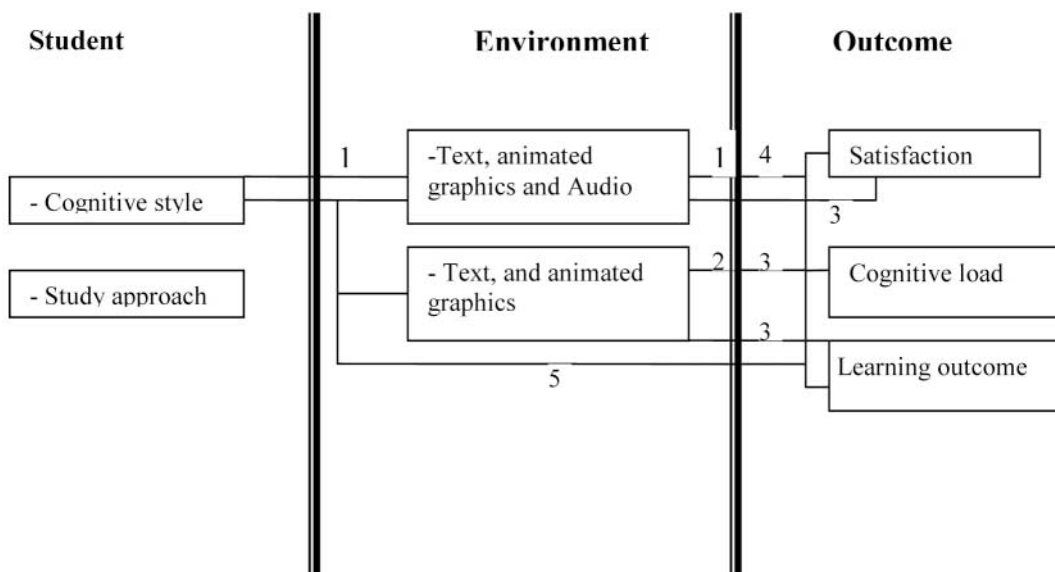 Student
Environment
Outcome
1
-Text, animated
graphics and Audio
1
4
Satisfaction
- Cognitive style
3
- Text, and animated
graphics
2
3
Cognitive load
- Study approach
3
Learning outcome
5